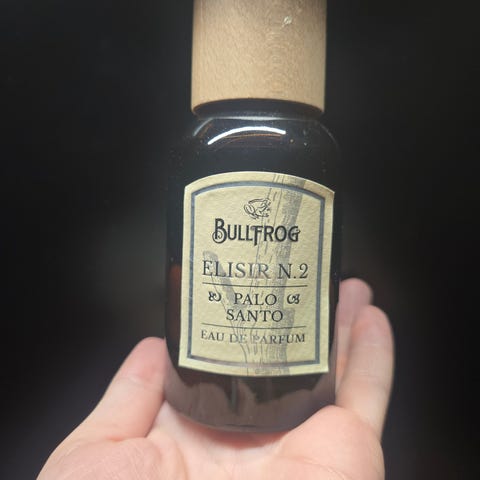 BULLFROG
ELISIR N.2
PALO
SANTO
EAU DE PARFUM